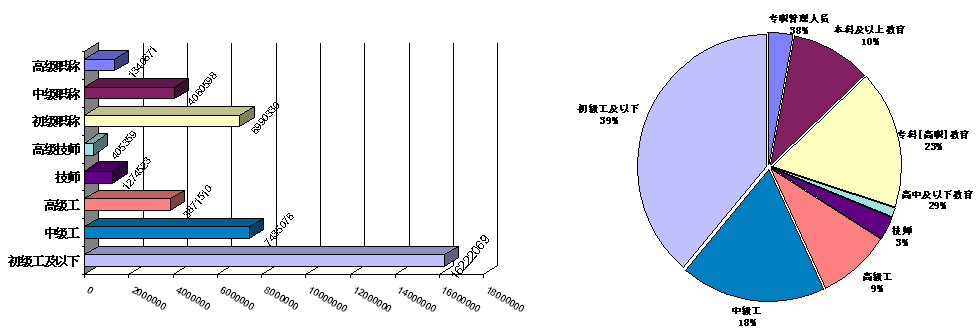 高级职称
1340671
中级职称
4060598
初级职称
6990330
高级技师
405359
技师
1274523
高级工
3871510
中级工
7435076
初级工及以下
16222069
0
2000000
4000000
6000000
8000000
10000000
12000000
14000000
16000000
18000000
专职管理人员
38%
本科及以上教育
10%
专科[高职]教育
23%
高中及以下教育
29%
技师
3%
高级工
9%
中级工
18%
初级工及以下
39%